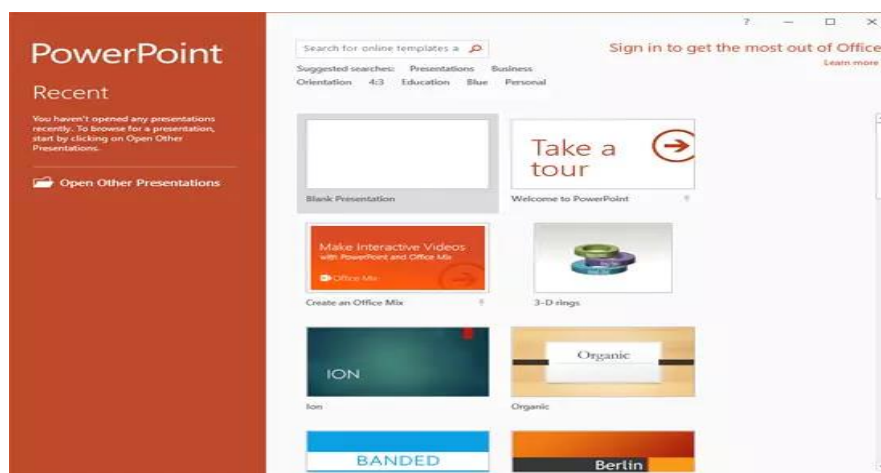 PowerPoint
Recent
You haven't opened any presentations
recently. To browse for a presentation,
start by clicking on Open Other
Presentations.
Open Other Presentations
?
Search for online templates a
Sign in to get the most out of Office
Learn more
Suggested searches: Presentations Business
Orientation 4:3 Education Blue Personal
Take a
tour
Blank Presentation
Welcome to PowerPoint
Make Interactive Videos
with PowerPoint and Office Mix
Office Mix
Create an Office Mix
3-D rings
ION
Organic
Ion
Organic
BANDED
Berlin